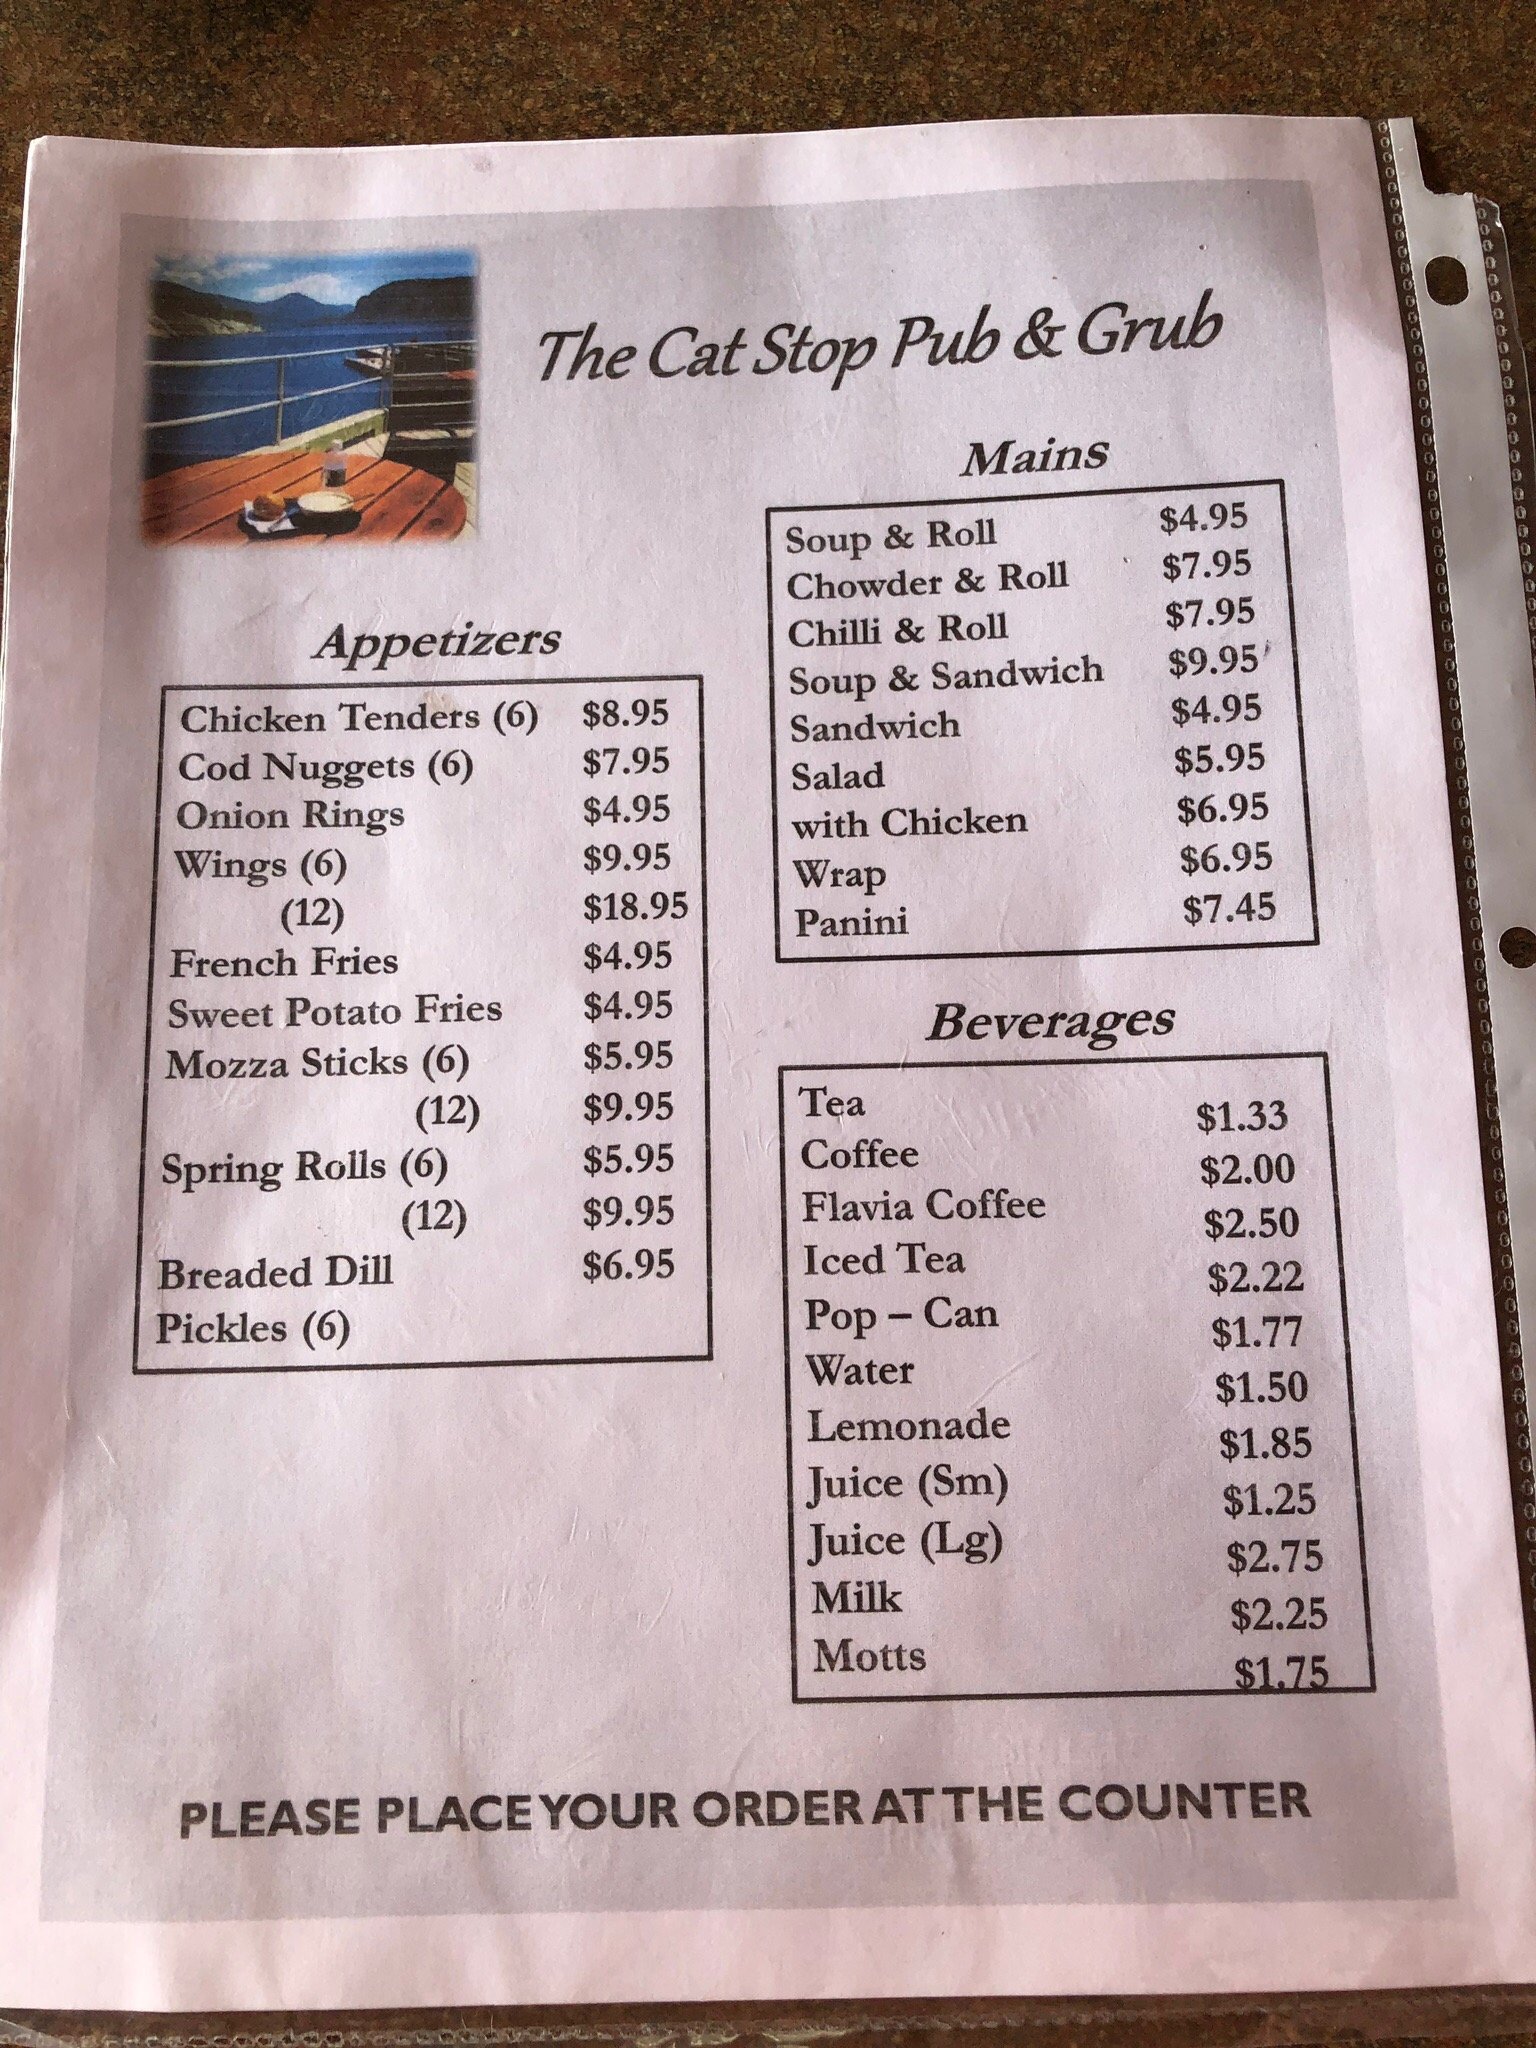 The Cat Stop Pub & Grub
Appetizers
Chicken Tenders (6) $8.95
Cod Nuggets (6) $7.95
Onion Rings $4.95
Wings (6) $9.95
(12) $18.95
French Fries $4.95
Sweet Potato Fries $4.95
Mozza Sticks (6) $5.95
(12) $9.95
Spring Rolls (6) $5.95
(12) $9.95
Breaded Dill $6.95
Pickles (6)
Mains
Soup & Roll $4.95
Chowder & Roll $7.95
Chilli & Roll $7.95
Soup & Sandwich $9.95
Sandwich $4.95
Salad $5.95
with Chicken $6.95
Wrap $6.95
Panini $7.45
Beverages
Tea $1.33
Coffee $2.00
Flavia Coffee $2.50
Iced Tea $2.22
Pop – Can $1.77
Water $1.50
Lemonade $1.85
Juice (Sm) $1.25
Juice (Lg) $2.75
Milk $2.25
Motts $1.75
PLEASE PLACE YOUR ORDER AT THE COUNTER